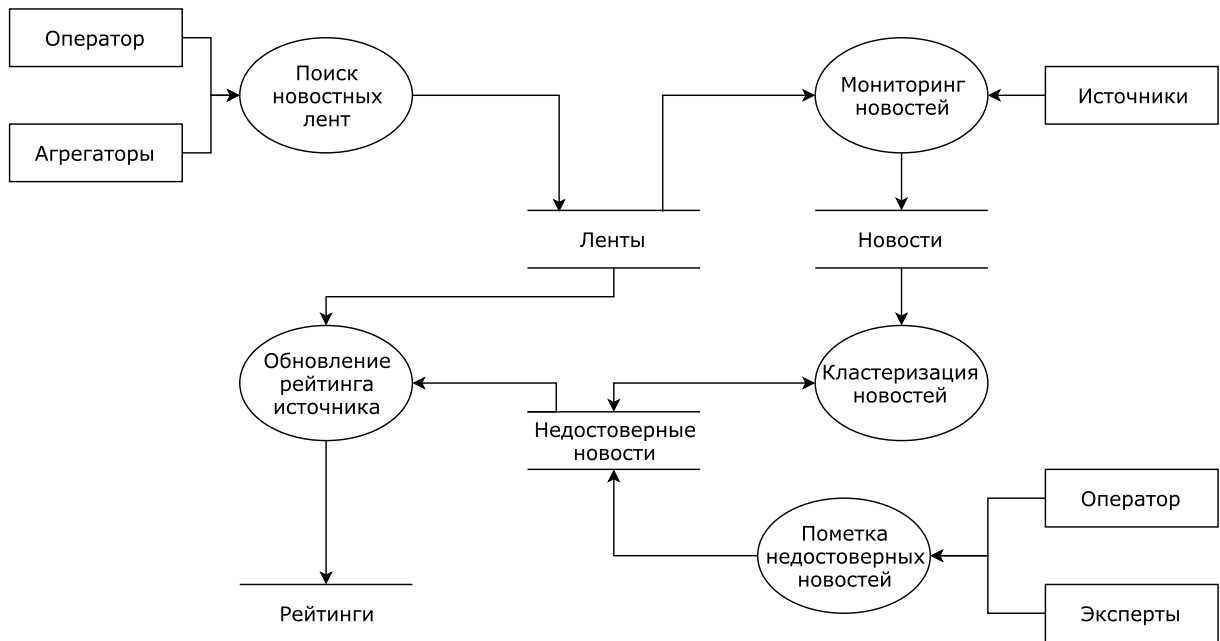 Оператор
Поиск
новостных
лент
Агрегаторы
Мониторинг
новостей
Источники
Ленты
Новости
Обновление
рейтинга
источника
Кластеризация
новостей
Недостоверные
новости
Оператор
Пометка
недостоверных
новостей
Рейтинги
Эксперты